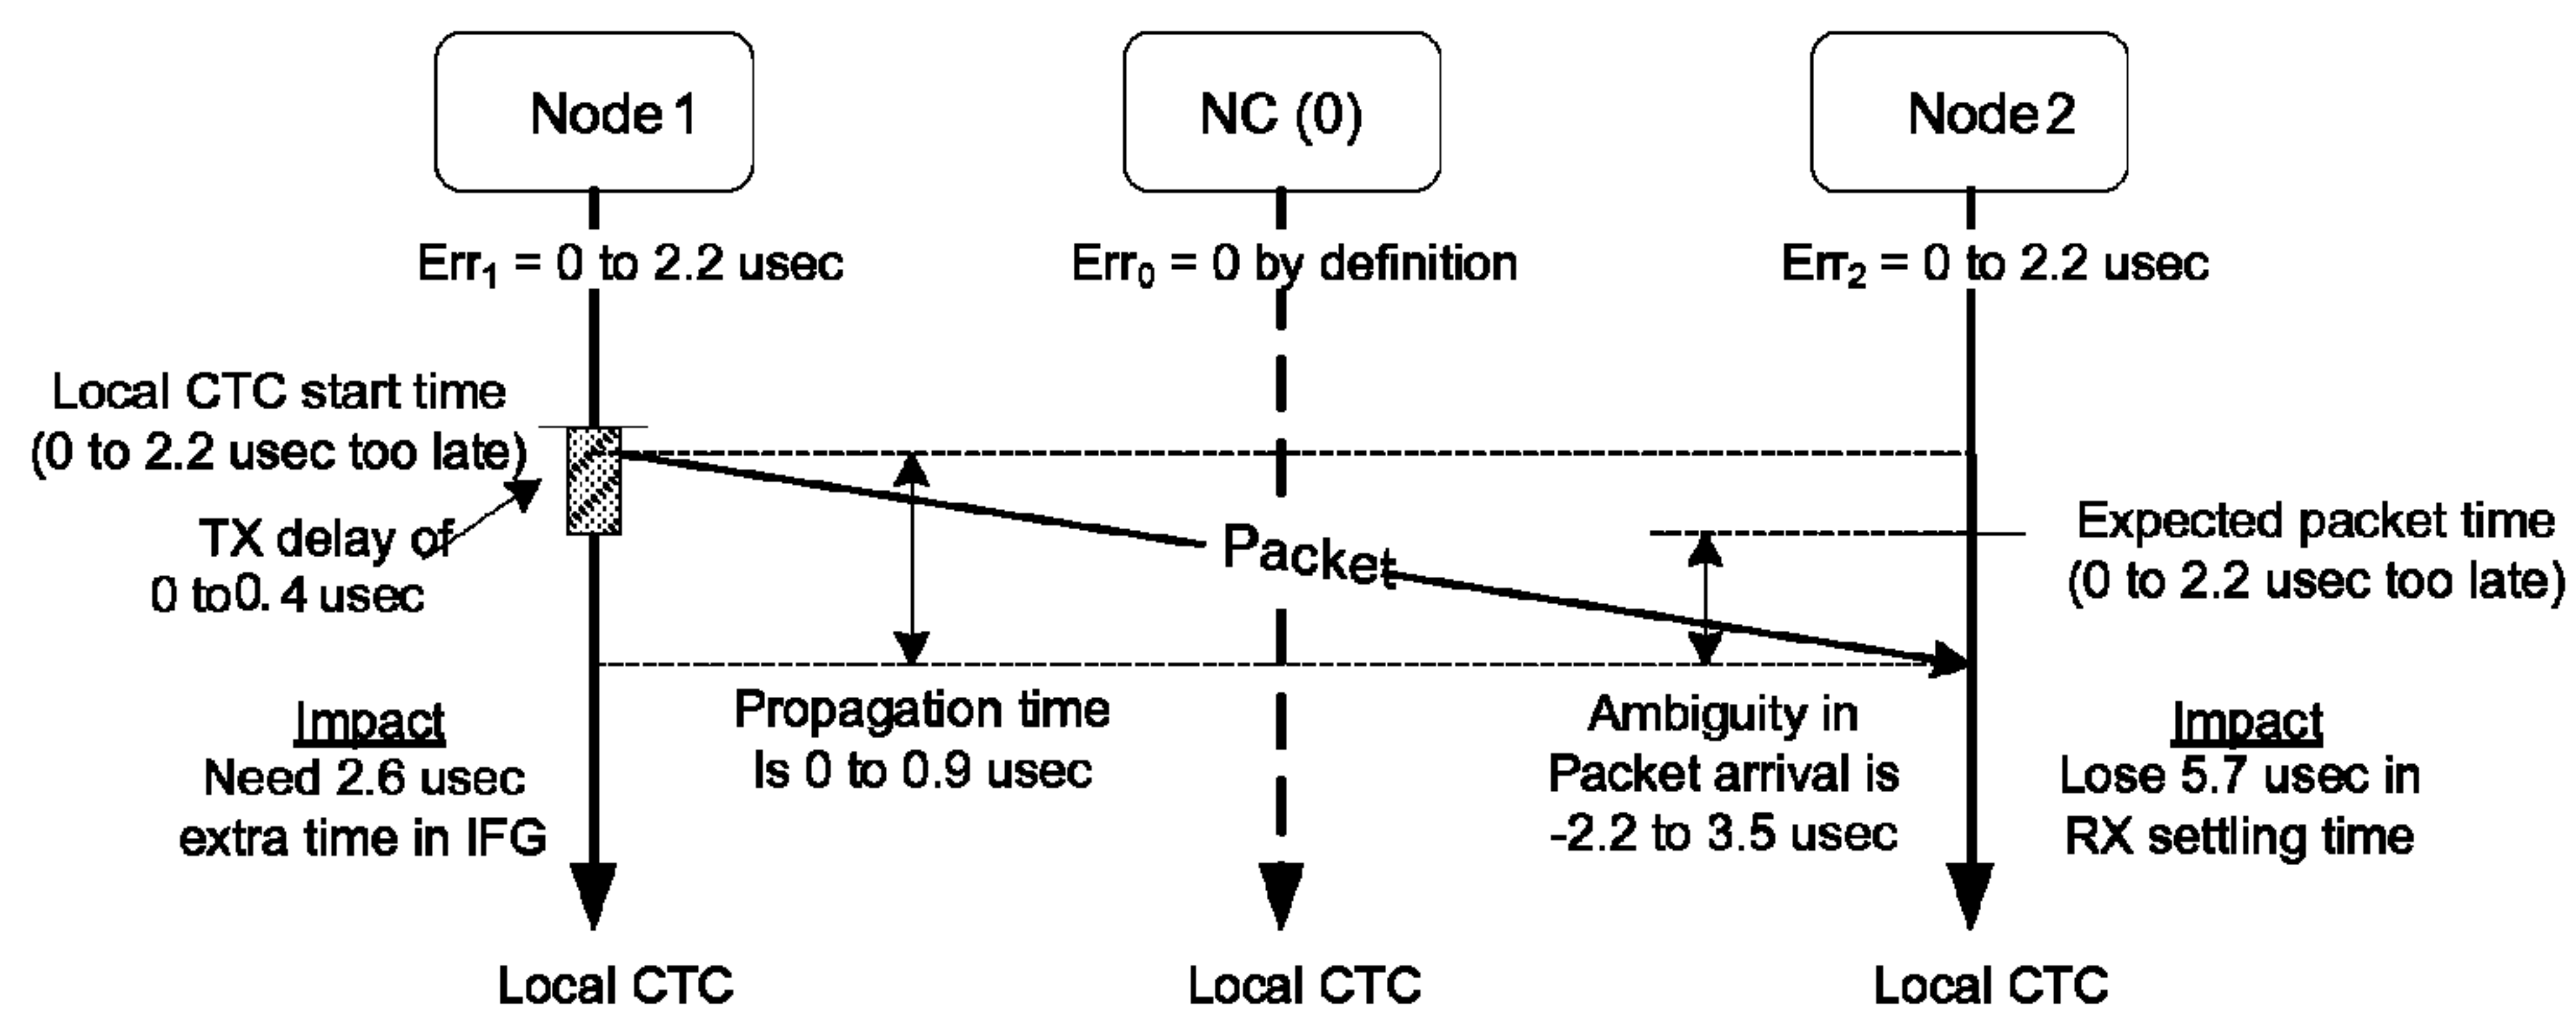 Node 1
NC (0)
Node 2
Err₁ = 0 to 2.2 usec
Err₀ = 0 by definition
Err₂ = 0 to 2.2 usec
Local CTC start time
(0 to 2.2 usec too late)
TX delay of
0 to 0.4 usec
Packet
Expected packet time
(0 to 2.2 usec too late)
Impact
Need 2.6 usec
extra time in IFG
Propagation time
Is 0 to 0.9 usec
Ambiguity in
Packet arrival is
-2.2 to 3.5 usec
Impact
Lose 5.7 usec in
RX settling time
Local CTC
Local CTC
Local CTC